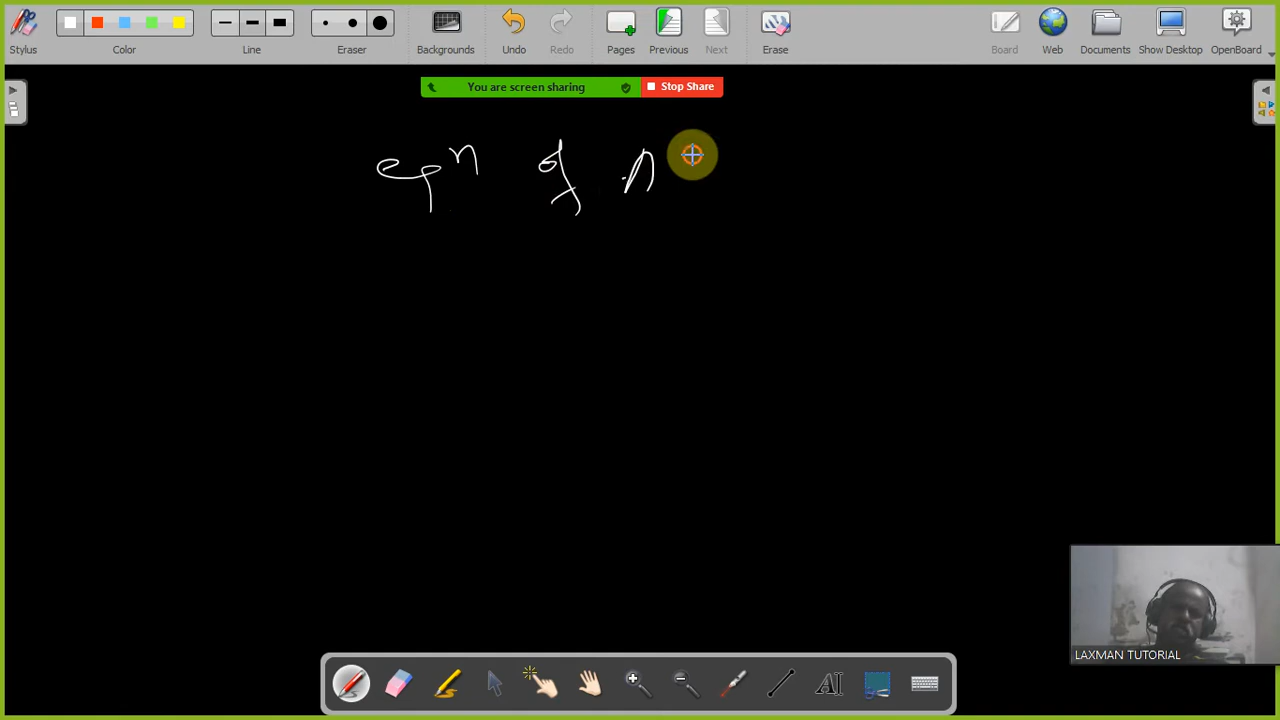 Stylus Color Line Eraser Backgrounds Undo Redo Pages Previous Next Erase Board Web Documents Show Desktop OpenBoard
You are screen sharing Stop Share
eqⁿ of n
LAXMAN TUTORIAL